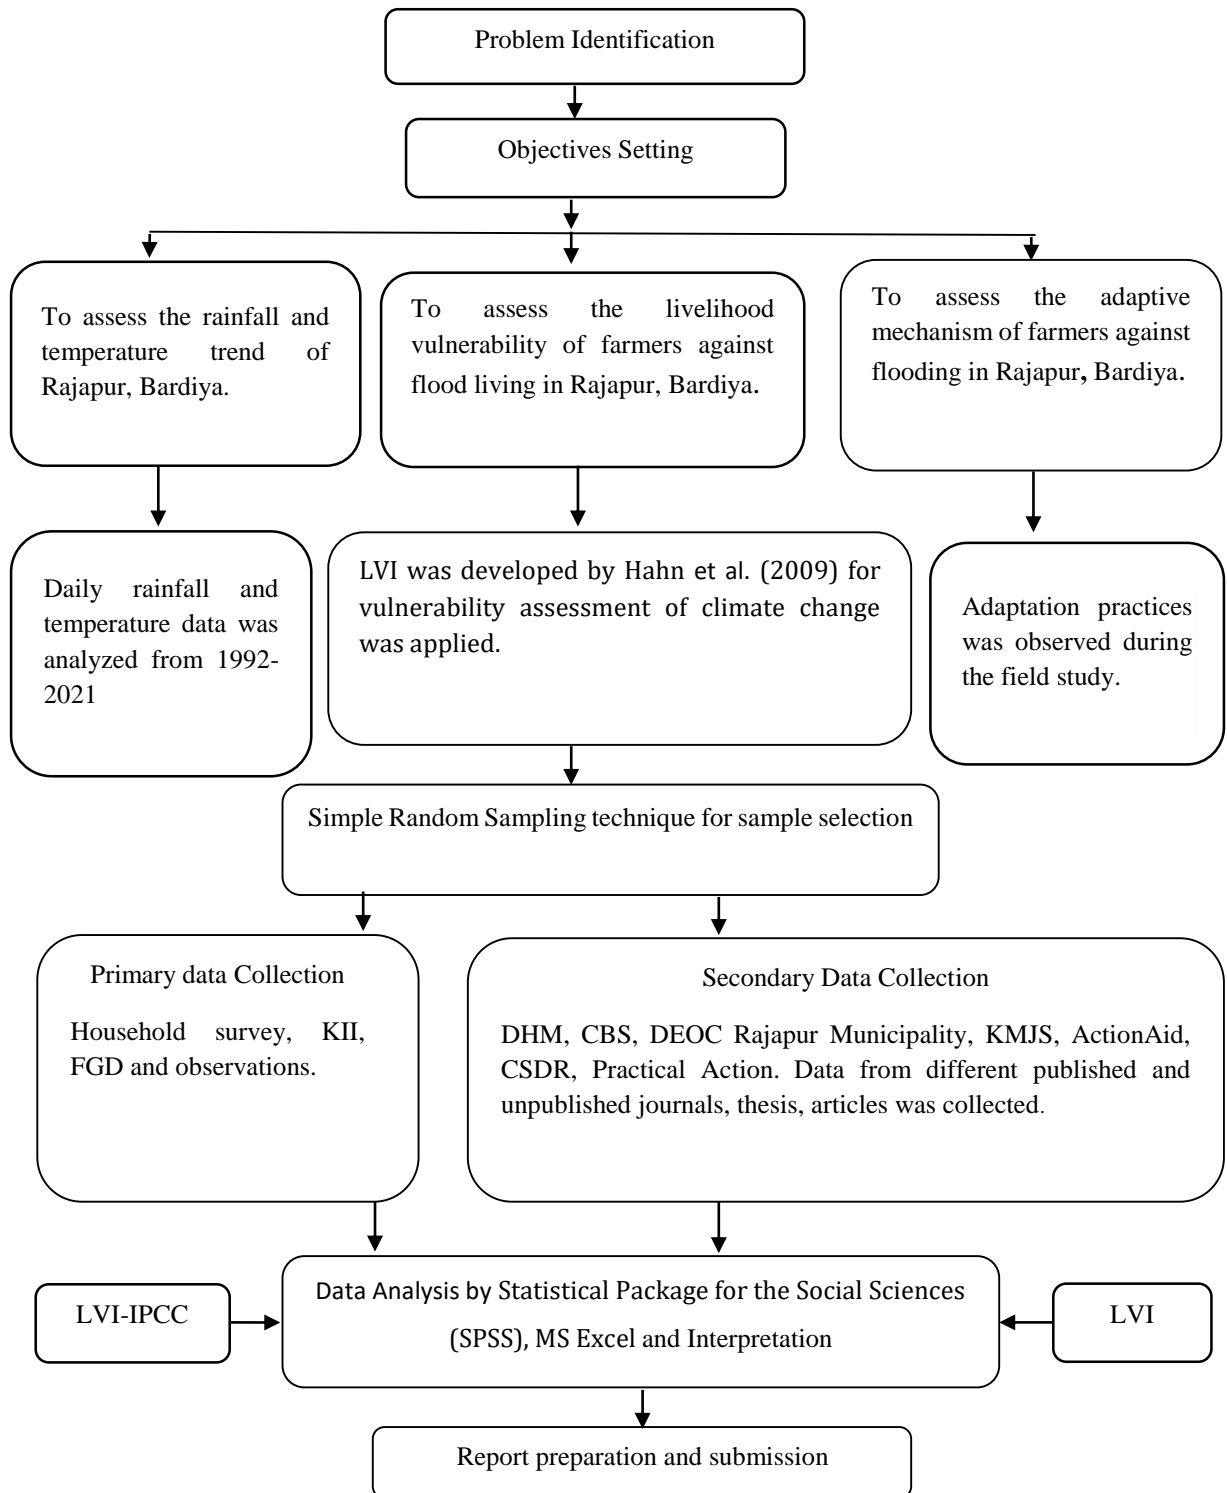 Problem Identification
Objectives Setting
To assess the rainfall and
temperature trend of
Rajapur, Bardiya.
To assess the livelihood
vulnerability of farmers against
flood living in Rajapur, Bardiya.
To assess the adaptive
mechanism of farmers against
flooding in Rajapur, Bardiya.
Daily rainfall and
temperature data was
analyzed from 1992-
2021
LVI was developed by Hahn et al. (2009) for
vulnerability assessment of climate change
was applied.
Adaptation practices
was observed during
the field study.
Simple Random Sampling technique for sample selection
Primary data Collection
Household survey, KII,
FGD and observations.
Secondary Data Collection
DHM, CBS, DEOC Rajapur Municipality, KMJS, ActionAid,
CSDR, Practical Action. Data from different published and
unpublished journals, thesis, articles was collected.
LVI-IPCC
Data Analysis by Statistical Package for the Social Sciences
(SPSS), MS Excel and Interpretation
LVI
Report preparation and submission